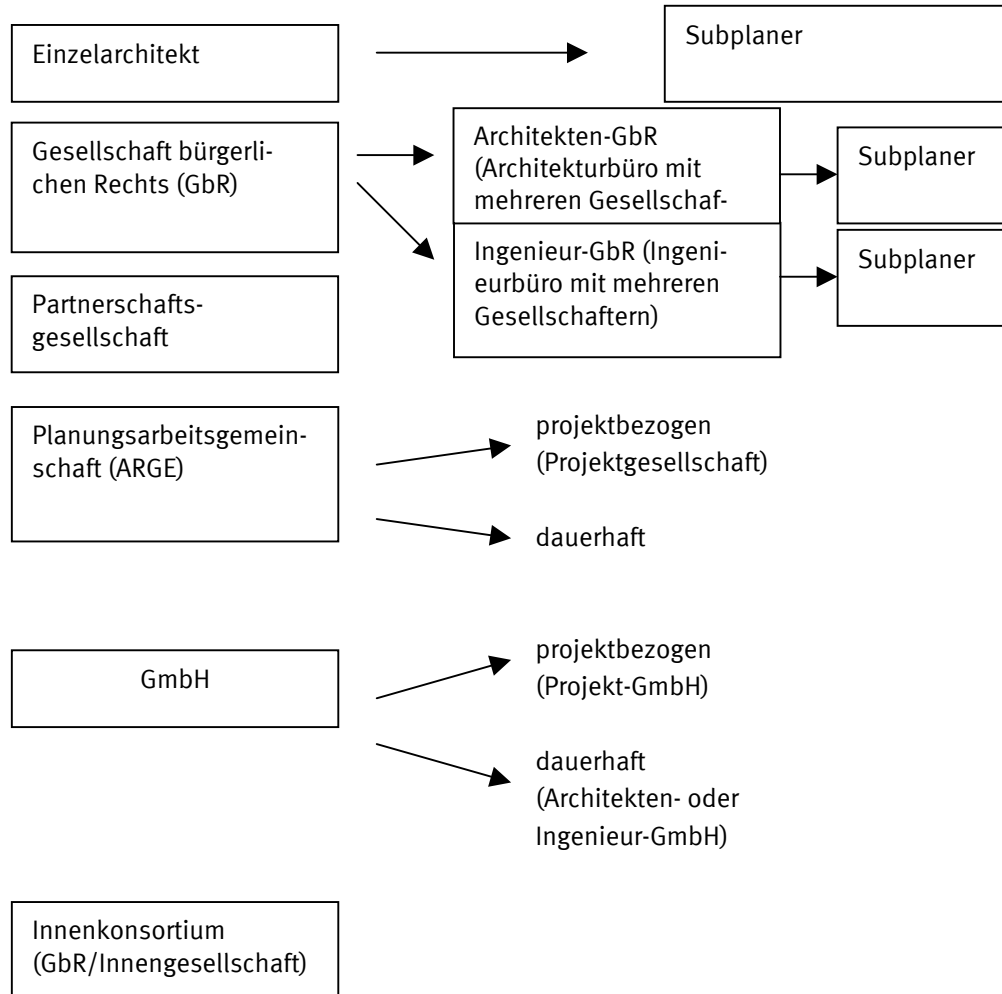 Einzelarchitekt
Subplaner
Gesellschaft bürgerli-
chen Rechts (GbR)
Architekten-GbR
(Architekturbüro mit
mehreren Gesellschaf-
Subplaner
Ingenieur-GbR (Ingeni-
eurbüro mit mehreren
Gesellschaftern)
Subplaner
Partnerschafts-
gesellschaft
Planungsarbeitsgemein-
schaft (ARGE)
projektbezogen
(Projektgesellschaft)
dauerhaft
GmbH
projektbezogen
(Projekt-GmbH)
dauerhaft
(Architekten- oder
Ingenieur-GmbH)
Innenkonsortium
(GbR/Innengesellschaft)